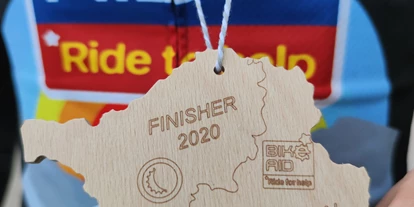 *Ride to help
FINISHER
2020
BIKE
AID
*Ride for help